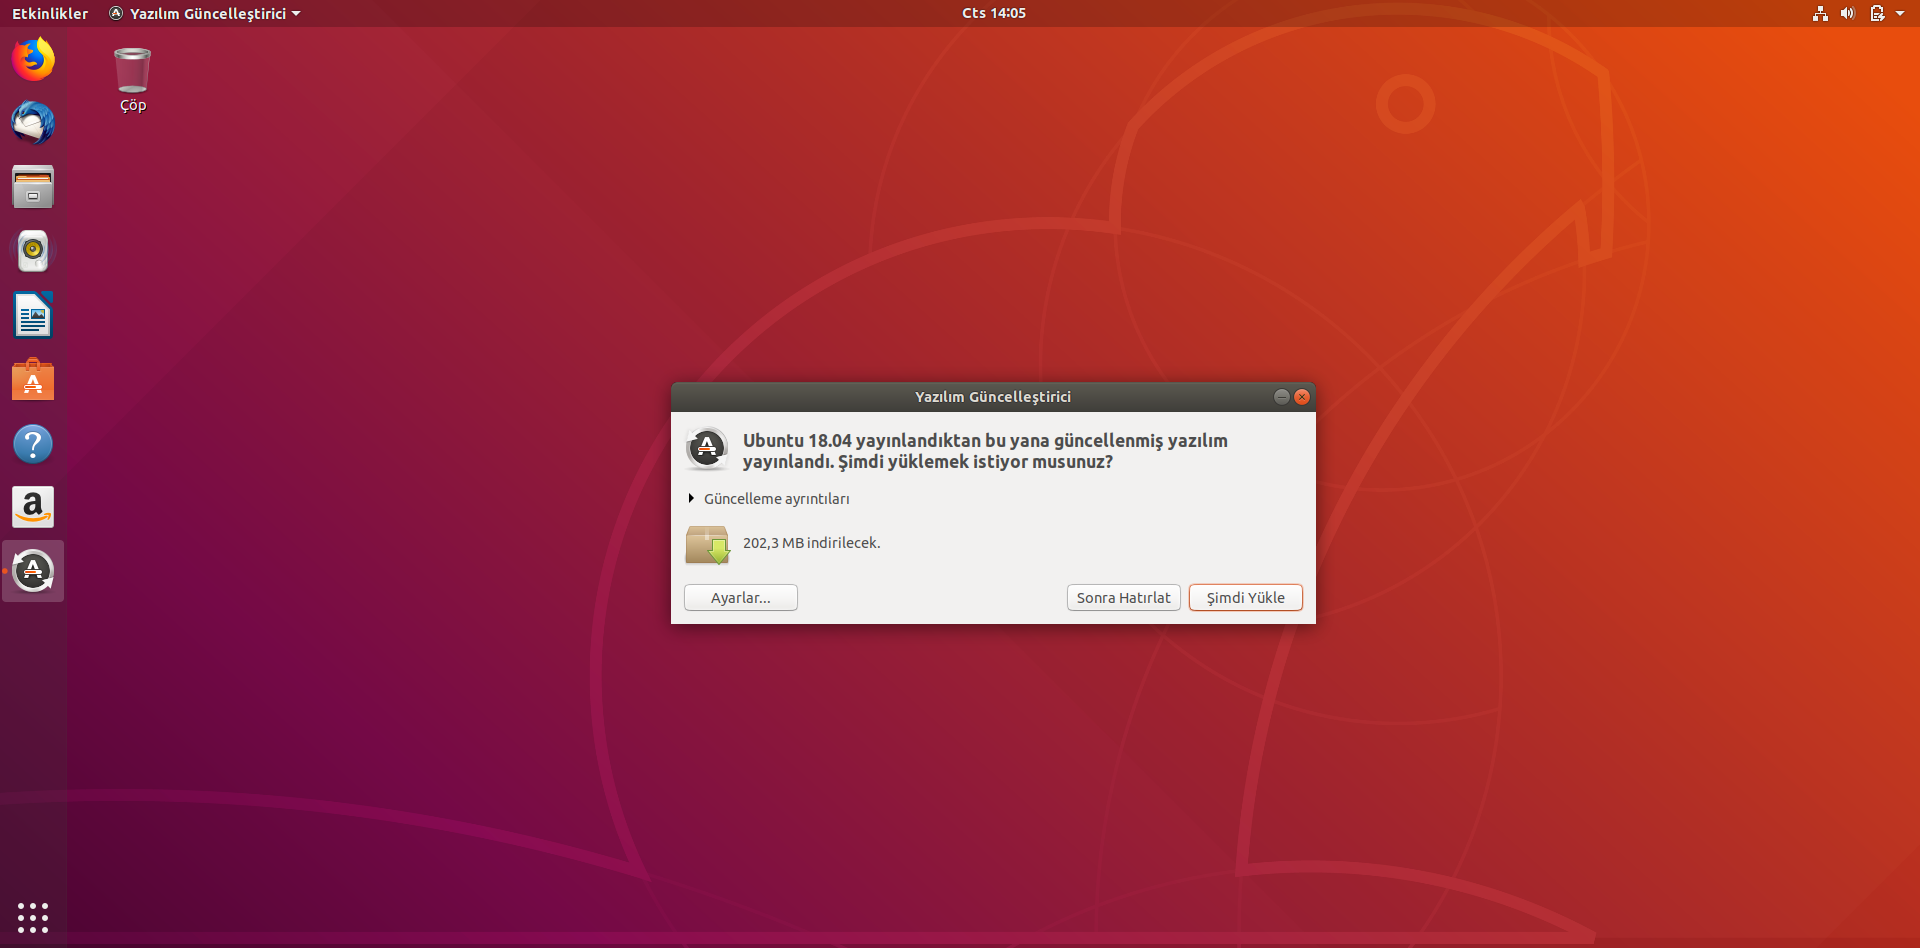 Etkinlikler
Yazılım Güncelleştirici
Cts 14:05
Çöp
Yazılım Güncelleştirici
Ubuntu 18.04 yayınlandıktan bu yana güncellenmiş yazılım
yayınlandı. Şimdi yüklemek istiyor musunuz?
Güncelleme ayrıntıları
202,3 MB indirilecek.
Ayarlar...
Sonra Hatırlat
Şimdi Yükle